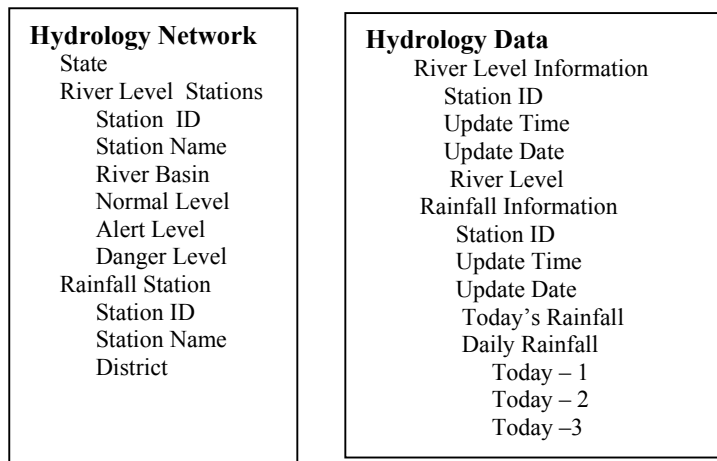 Hydrology Network
State
River Level Stations
Station ID
Station Name
River Basin
Normal Level
Alert Level
Danger Level
Rainfall Station
Station ID
Station Name
District
Hydrology Data
River Level Information
Station ID
Update Time
Update Date
River Level
Rainfall Information
Station ID
Update Time
Update Date
Today’s Rainfall
Daily Rainfall
Today – 1
Today – 2
Today –3